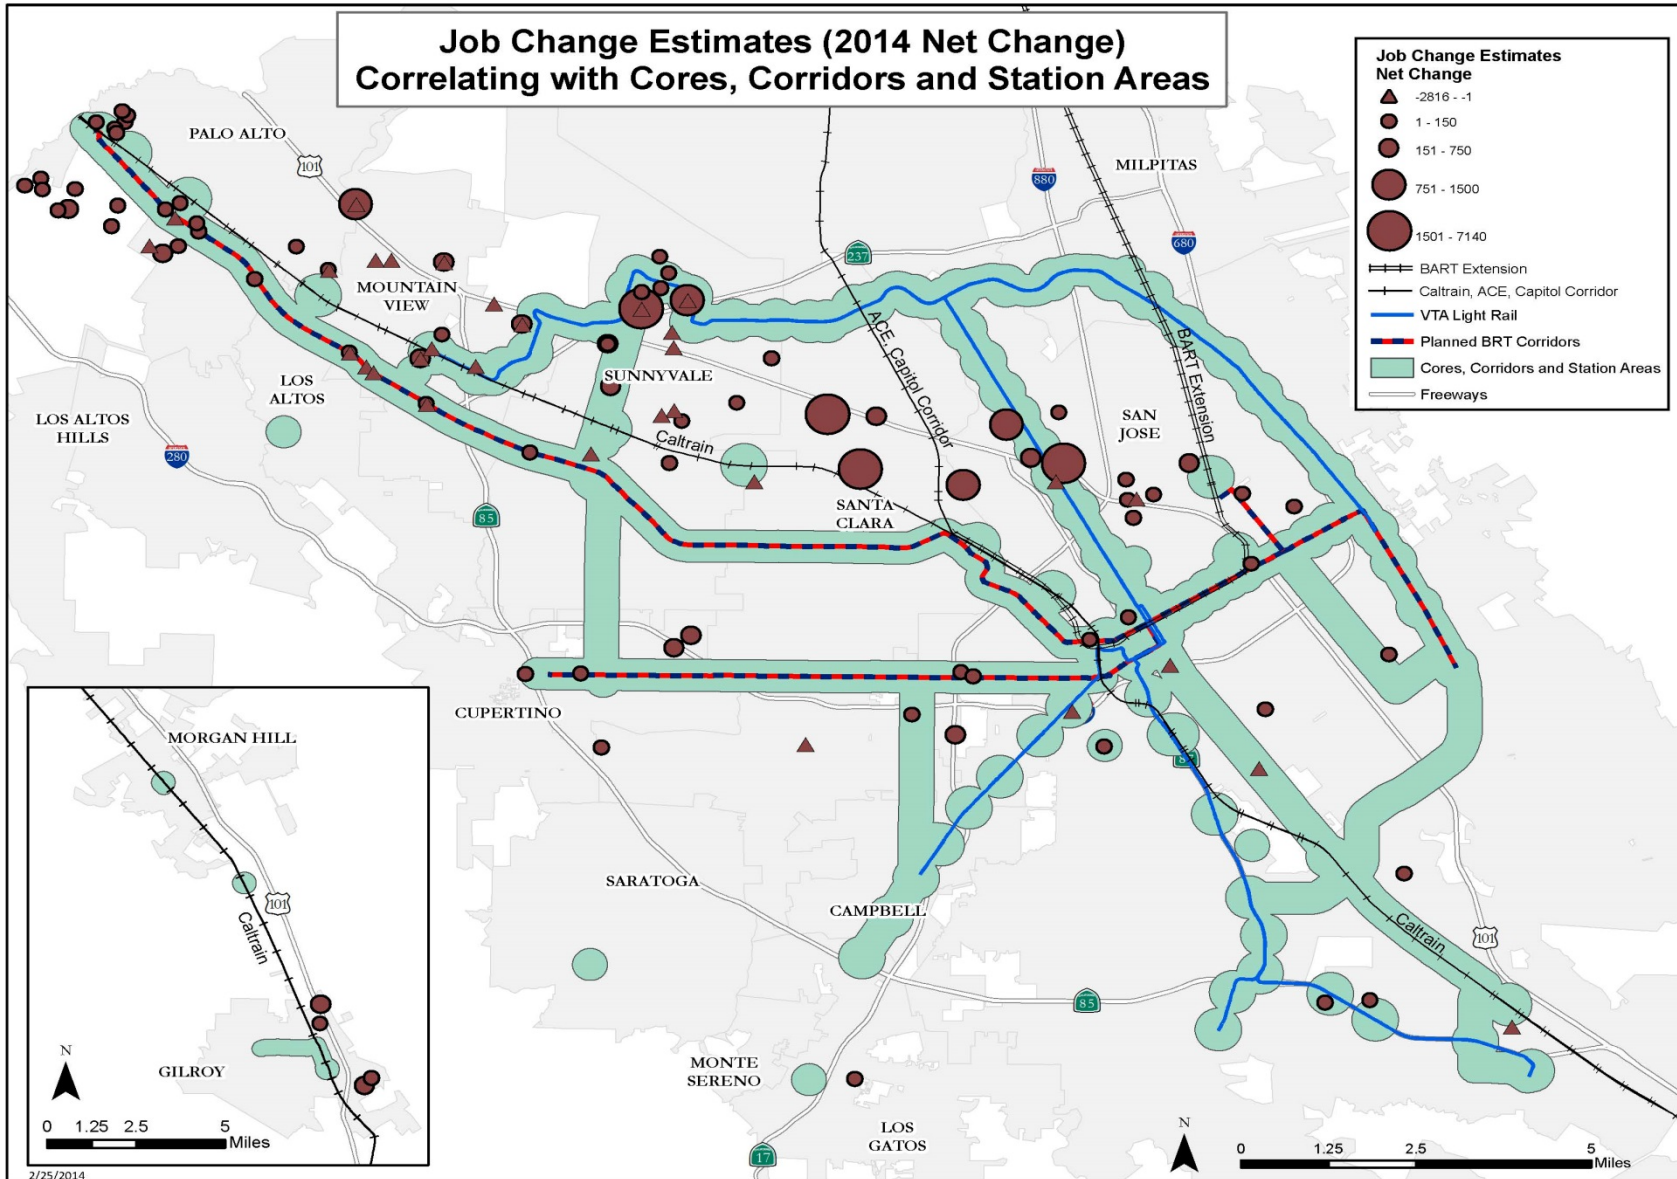 Job Change Estimates (2014 Net Change)
Correlating with Cores, Corridors and Station Areas
Job Change Estimates
Net Change
-2816 - -1
1 - 150
151 - 750
751 - 1500
1501 - 7140
BART Extension
Caltrain, ACE, Capitol Corridor
VTA Light Rail
Planned BRT Corridors
Cores, Corridors and Station Areas
Freeways
PALO ALTO
101
MILPITAS
880
680
237
MOUNTAIN
VIEW
ACE, Capitol Corridor
BART Extension
SUNNYVALE
LOS
ALTOS
LOS ALTOS
HILLS
280
SAN
JOSE
Caltrain
85
SANTA
CLARA
CUPERTINO
87
SARATOGA
CAMPBELL
Caltrain
101
85
MONTE
SERENO
LOS
GATOS
17
MORGAN HILL
101
Caltrain
GILROY
N
0 1.25 2.5 5
Miles
N
0 1.25 2.5 5
Miles
2/25/2014